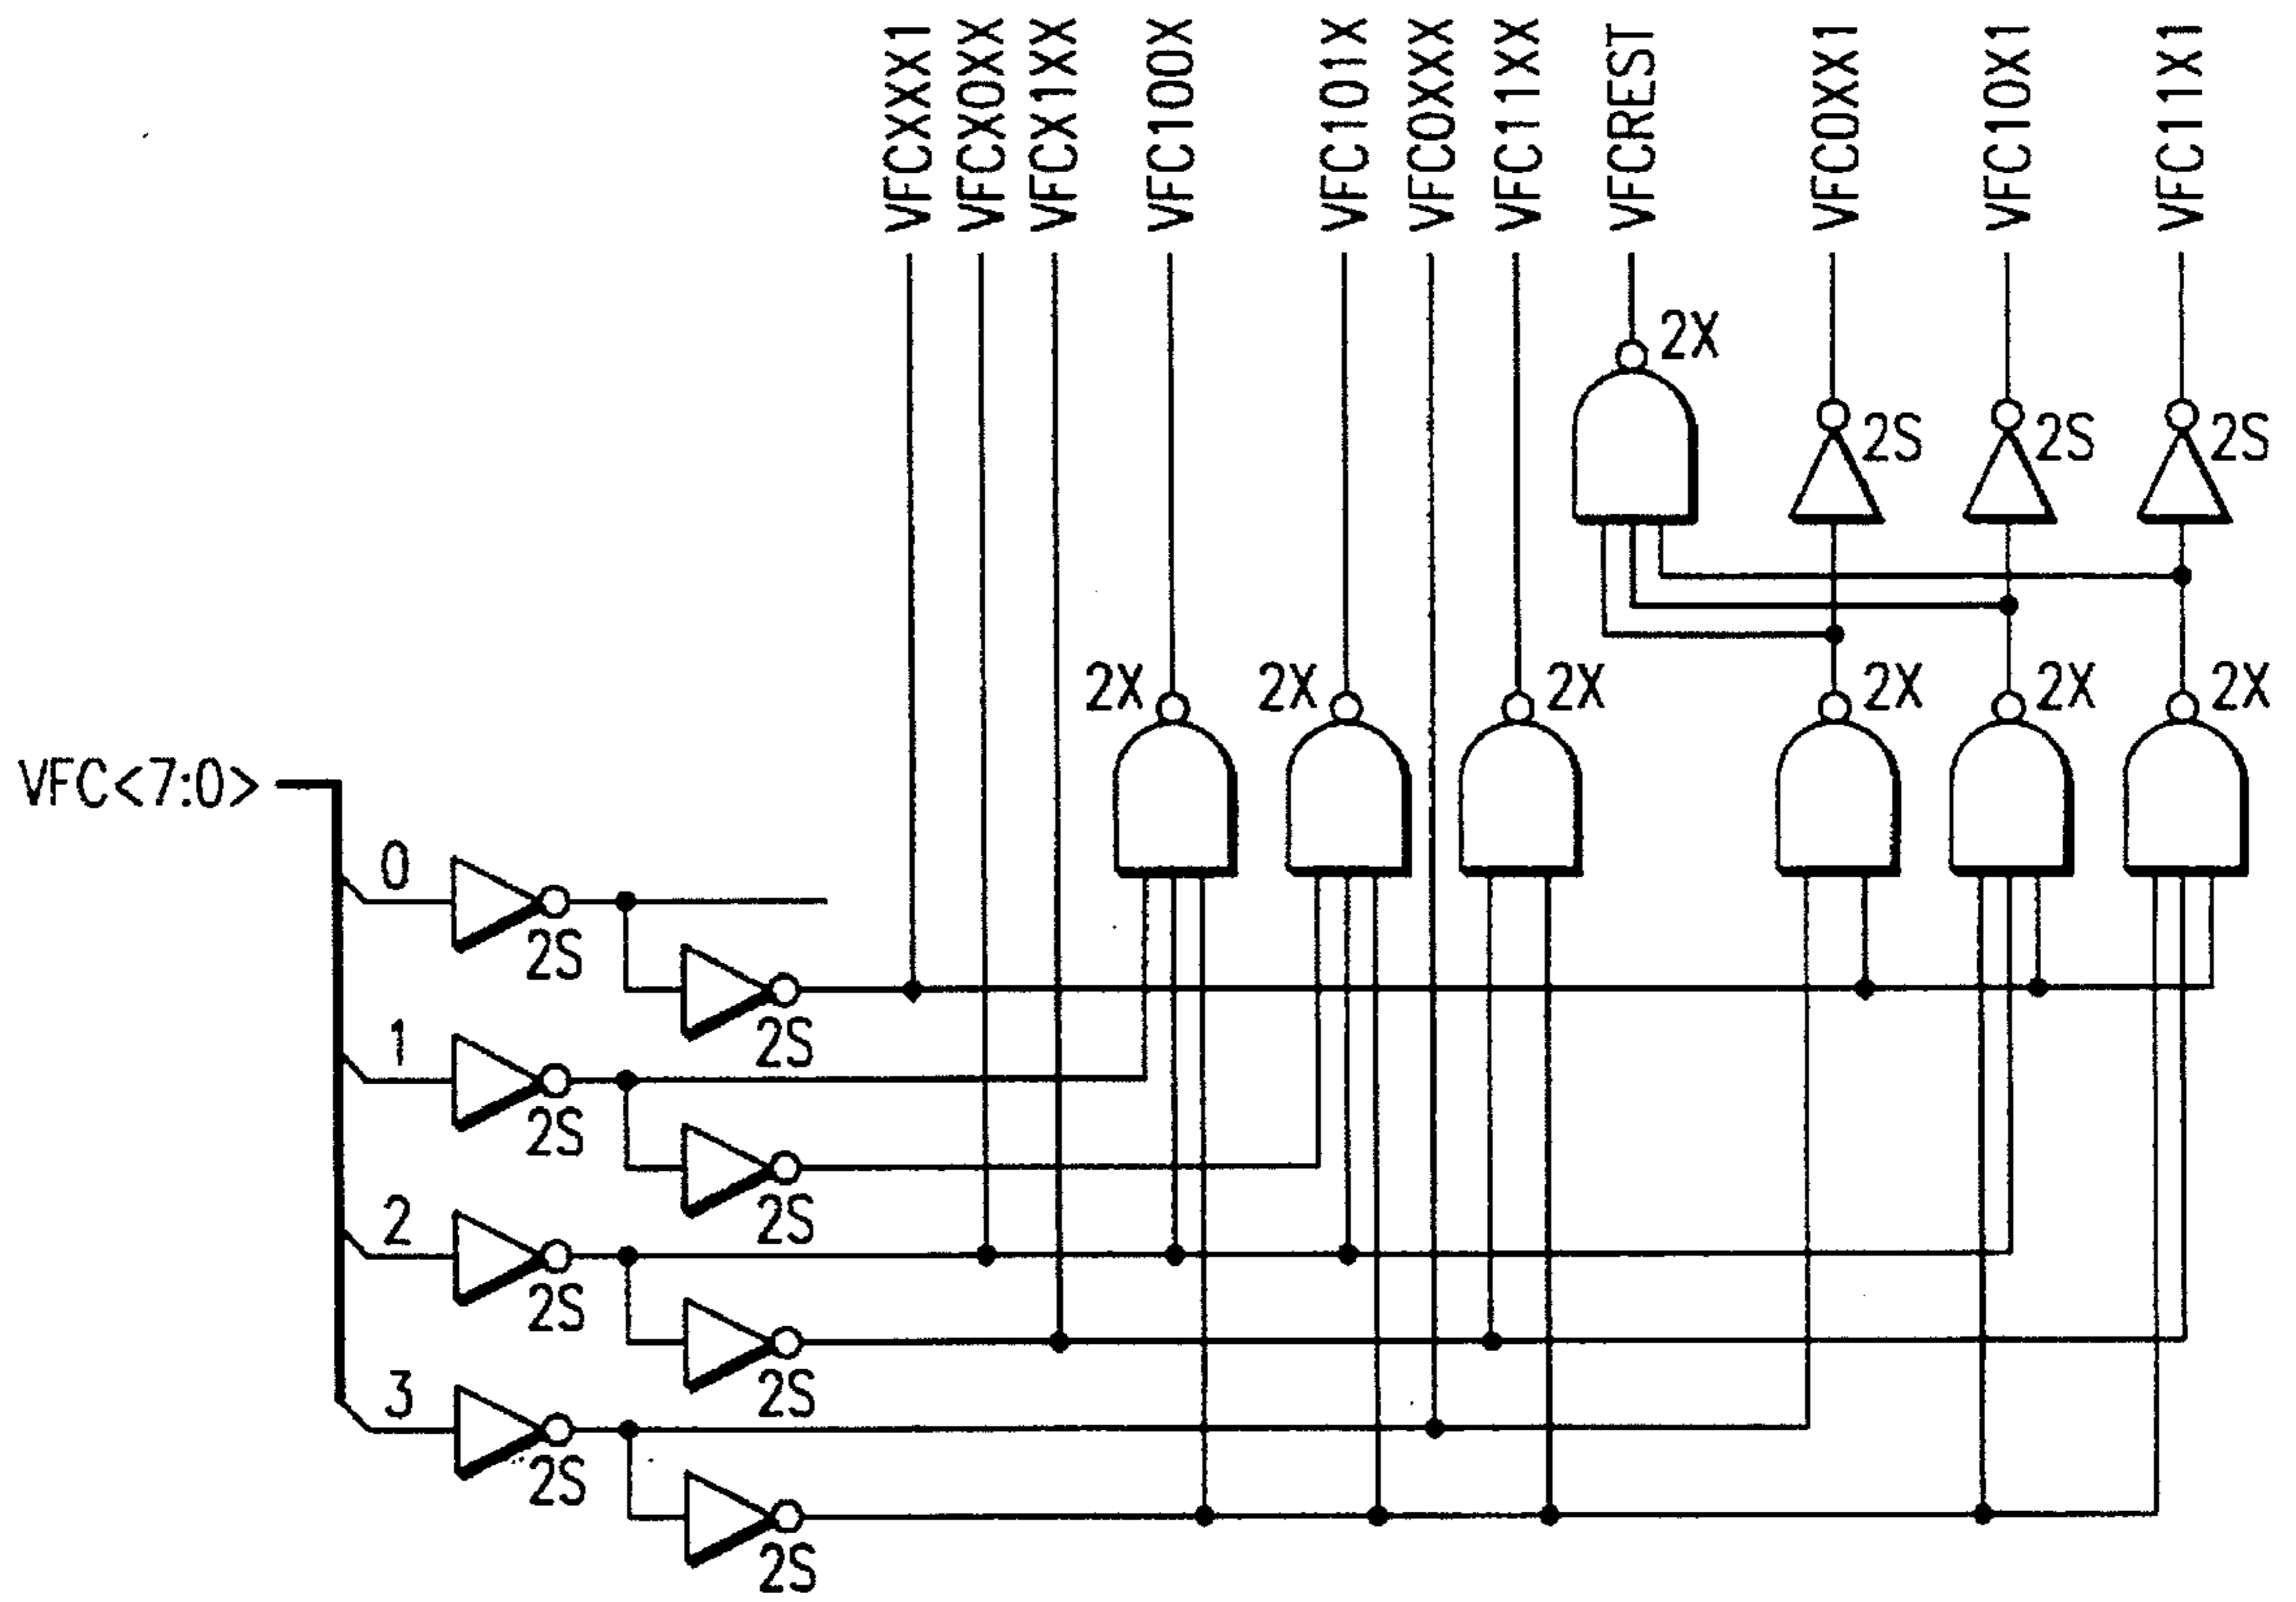 VFCXXX1
VFCX0XX
VFCX1XX
VFC100X
VFC101X
VFC0XXX
VFC11XX
VFCREST
VFC0XX1
VFC10X1
VFC11X1
2X
2S
2S
2S
2X
2X
2X
2X
2X
2X
VFC<7:0>
0
2S
2S
1
2S
2S
2
2S
2S
3
2S
2S